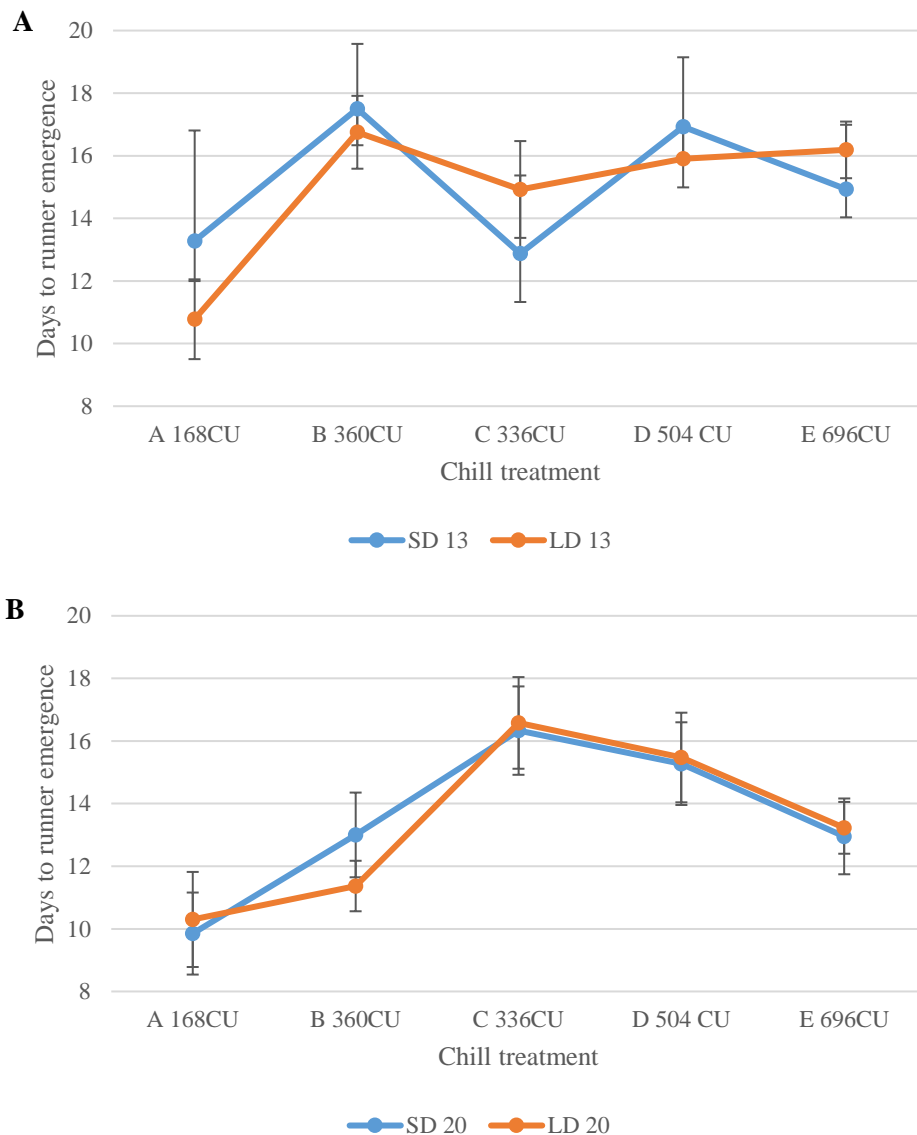 A
20
18
16
14
12
10
8
Days to runner emergence
A 168CU B 360CU C 336CU D 504 CU E 696CU
Chill treatment
SD 13 LD 13
B
20
18
16
14
12
10
8
Days to runner emergence
A 168CU B 360CU C 336CU D 504 CU E 696CU
Chill treatment
SD 20 LD 20